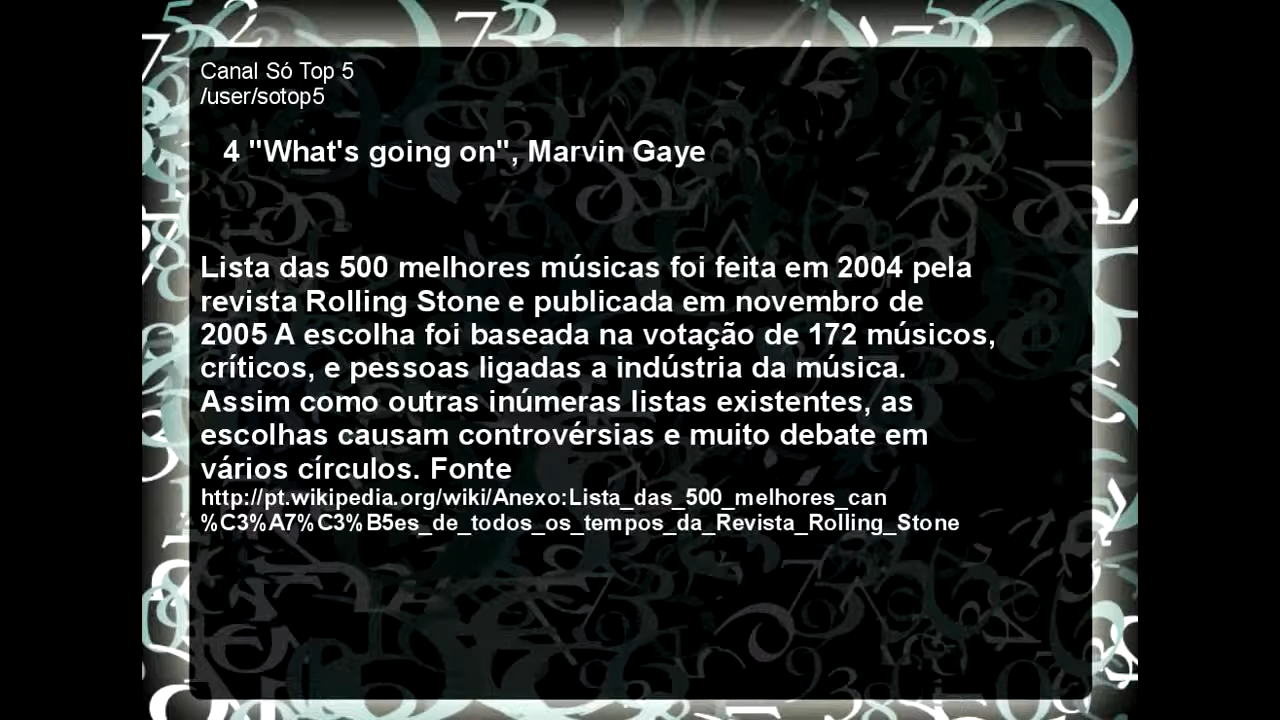 Canal Só Top 5
/user/sotop5
4 "What's going on", Marvin Gaye
Lista das 500 melhores músicas foi feita em 2004 pela
revista Rolling Stone e publicada em novembro de
2005 A escolha foi baseada na votação de 172 músicos,
críticos, e pessoas ligadas a indústria da música.
Assim como outras inúmeras listas existentes, as
escolhas causam controvérsias e muito debate em
vários círculos. Fonte
http://pt.wikipedia.org/wiki/Anexo:Lista_das_500_melhores_can
%C3%A7%C3%B5es_de_todos_os_tempos_da_Revista_Rolling_Stone